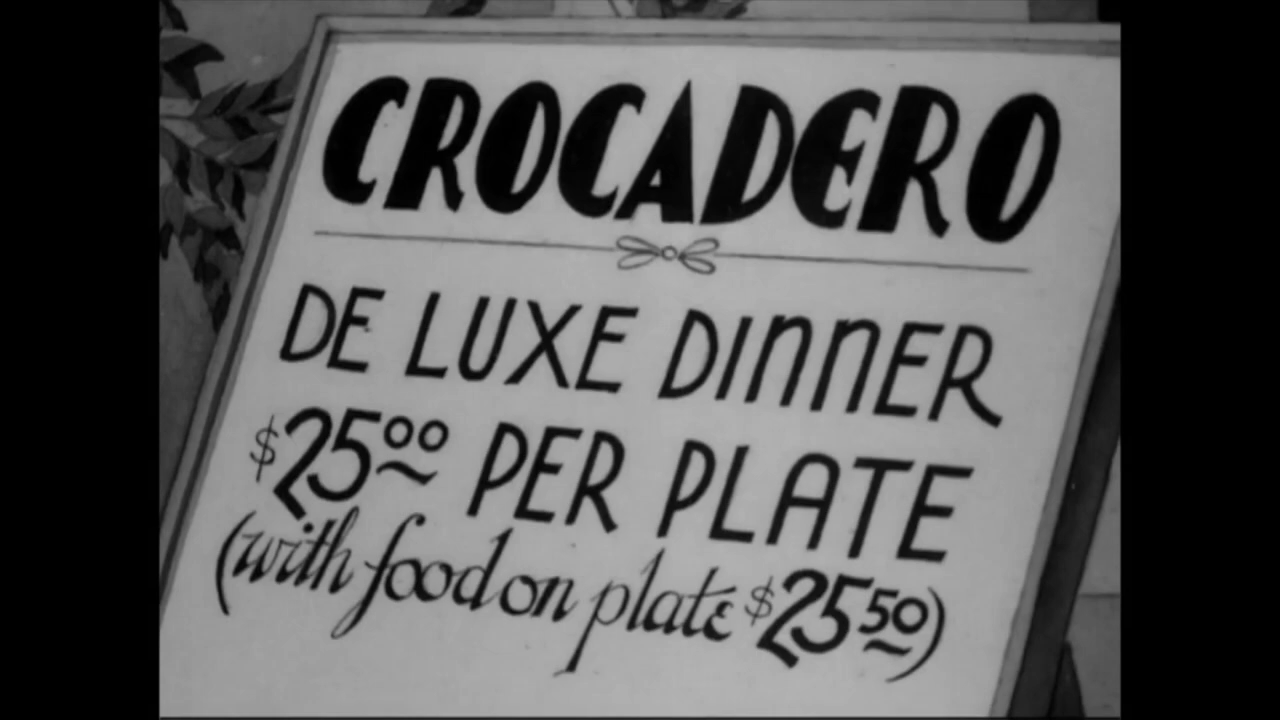 CROCADERO
DE LUXE DINNER
$25.00 PER PLATE
(with food on plate $25.50)